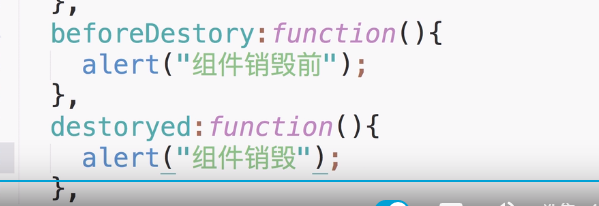 },
beforeDestory:function(){
alert("组件销毁前");
},
destoryed:function(){
alert("组件销毁");
},